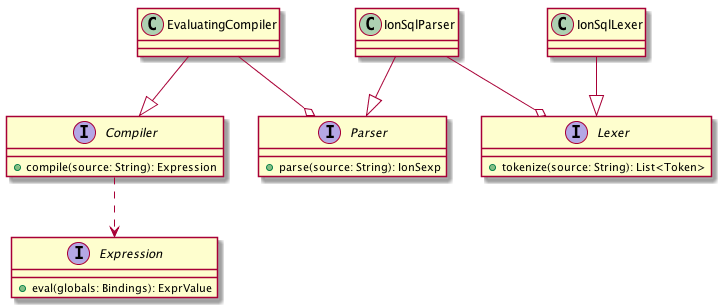 C EvaluatingCompiler
C IonSqlParser
C IonSqlLexer
I Compiler
compile(source: String): Expression
I Parser
parse(source: String): IonSexp
I Lexer
tokenize(source: String): List<Token>
I Expression
eval(globals: Bindings): ExprValue